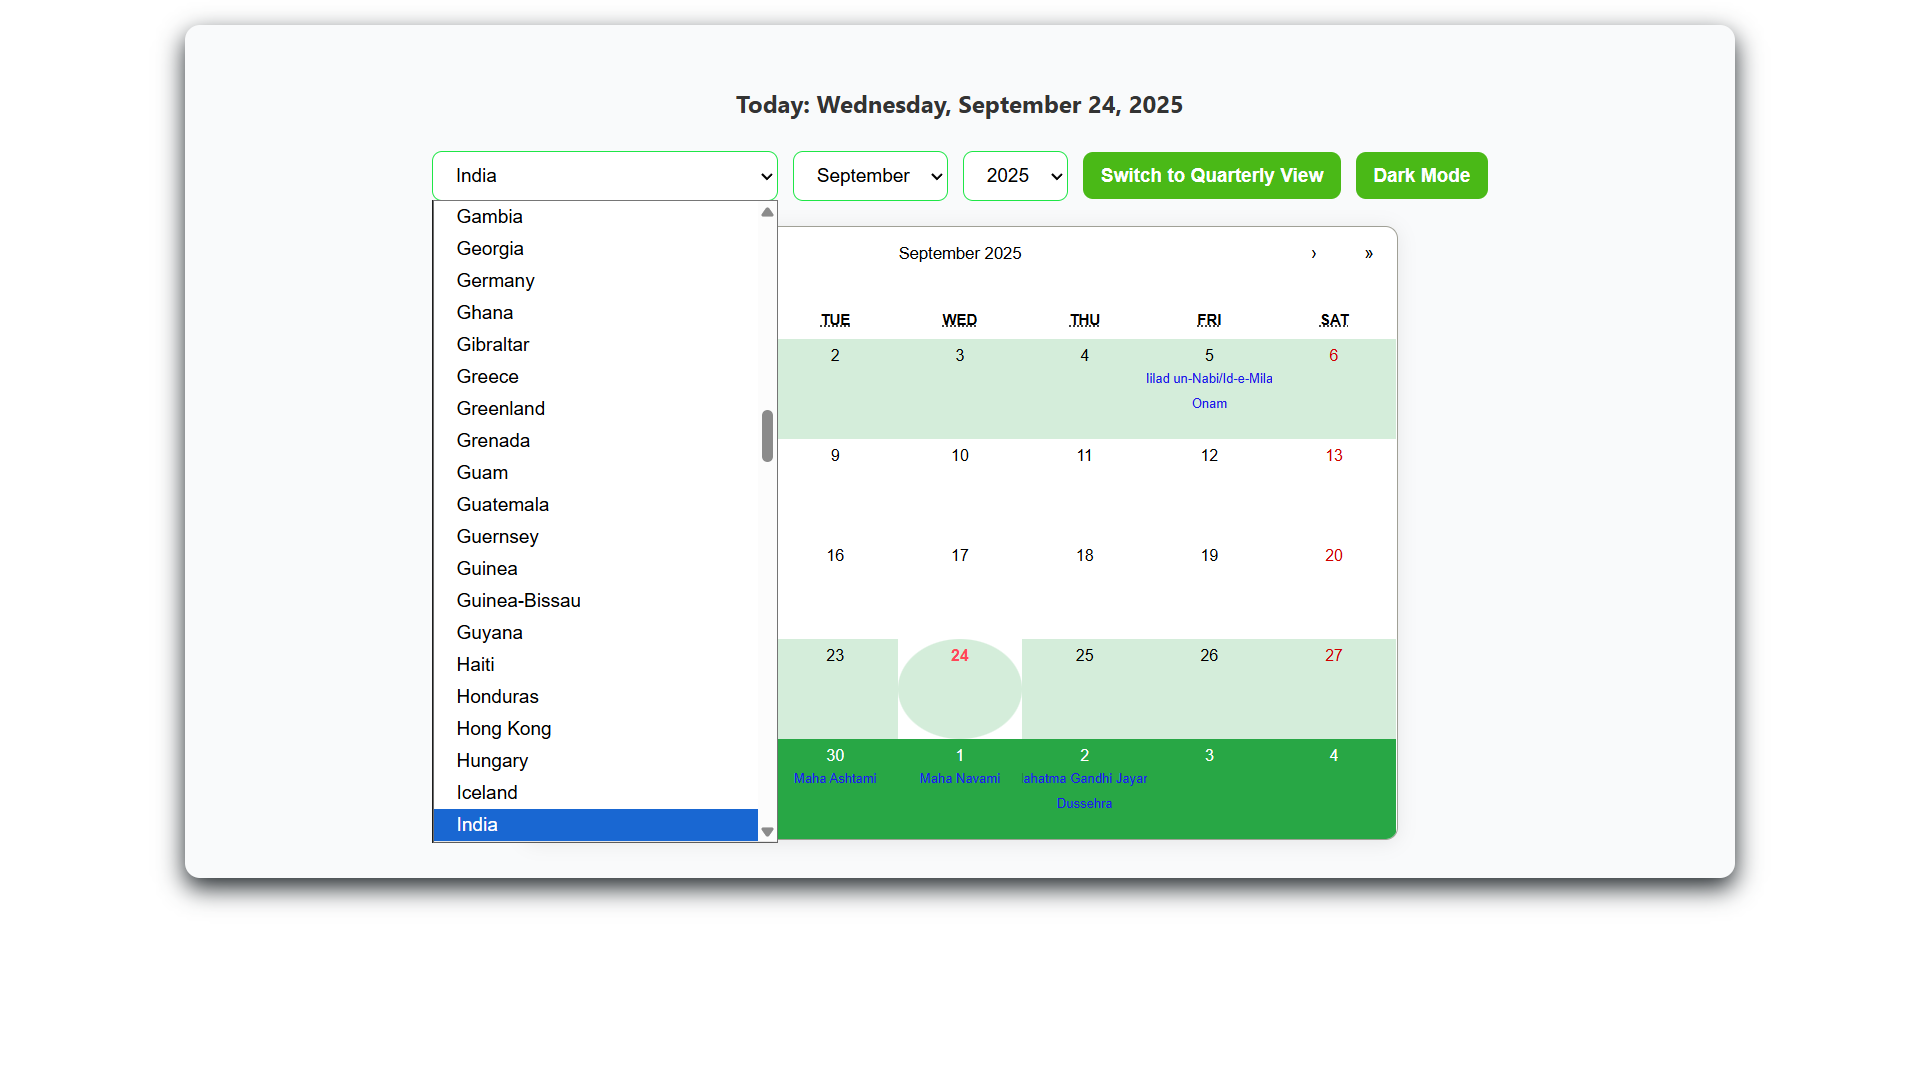 Today: Wednesday, September 24, 2025
India September 2025 Switch to Quarterly View Dark Mode
Gambia
Georgia
Germany
Ghana
Gibraltar
Greece
Greenland
Grenada
Guam
Guatemala
Guernsey
Guinea
Guinea-Bissau
Guyana
Haiti
Honduras
Hong Kong
Hungary
Iceland
India
September 2025 › »
TUE WED THU FRI SAT
2 3 4 5 6
un-Nabi/Id-e-Mila
Onam
9 10 11 12 13
16 17 18 19 20
23 24 25 26 27
30 1 2 3 4
Maha Ashtami Maha Navami ahatma Gandhi Jayar
Dussehra